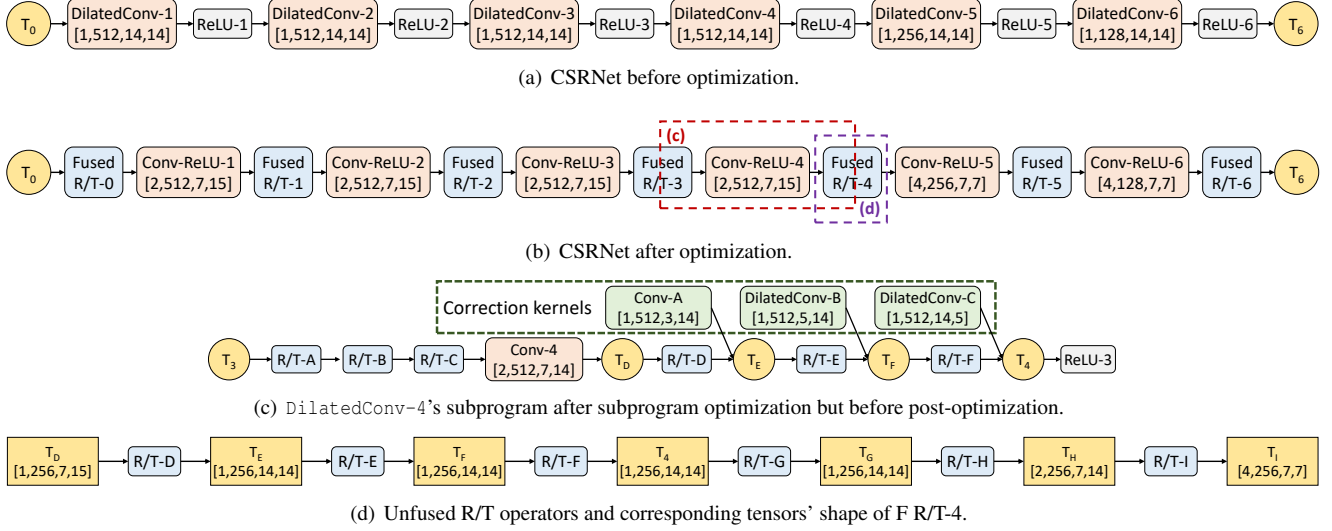 T0 DilatedConv-1 ReLU-1 DilatedConv-2 ReLU-2 DilatedConv-3 ReLU-3 DilatedConv-4 ReLU-4 DilatedConv-5 ReLU-5 DilatedConv-6 ReLU-6 T6
[1,512,14,14] [1,512,14,14] [1,512,14,14] [1,512,14,14] [1,256,14,14] [1,128,14,14]
(a) CSRNet before optimization.
(c)
T0 Fused Conv-ReLU-1 Fused Conv-ReLU-2 Fused Conv-ReLU-3 Fused Conv-ReLU-4 Fused Conv-ReLU-5 Fused Conv-ReLU-6 Fused T6
R/T-0 [2,512,7,15] R/T-1 [2,512,7,15] R/T-2 [2,512,7,15] R/T-3 [2,512,7,15] R/T-4 [4,256,7,7] R/T-5 [4,128,7,7] R/T-6
(d)
(b) CSRNet after optimization.
Correction kernels Conv-A DilatedConv-B DilatedConv-C
[1,512,3,14] [1,512,5,14] [1,512,14,5]
T3 R/T-A R/T-B R/T-C Conv-4 TD R/T-D TE R/T-E TF R/T-F T4 ReLU-3
[2,512,7,14]
(c) DilatedConv-4's subprogram after subprogram optimization but before post-optimization.
TD R/T-D TE R/T-E TF R/T-F T4 R/T-G TG R/T-H TH R/T-I TI
[1,256,7,15] [1,256,14,14] [1,256,14,14] [1,256,14,14] [1,256,14,14] [2,256,7,14] [4,256,7,7]
(d) Unfused R/T operators and corresponding tensors' shape of F R/T-4.